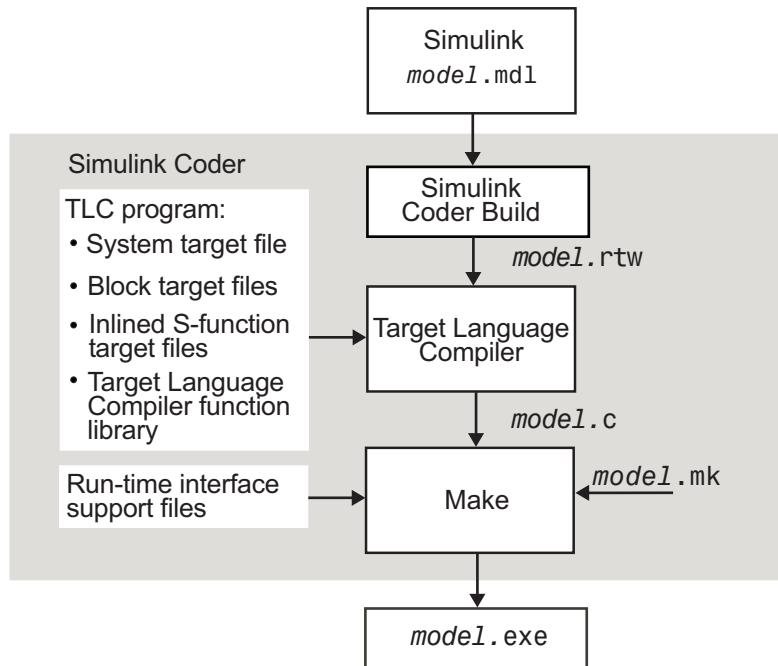 Simulink
model.mdl
Simulink Coder
Simulink
Coder Build
TLC program:
• System target file
• Block target files
• Inlined S-function
target files
• Target Language
Compiler function
library
model.rtw
Target Language
Compiler
model.c
Run-time interface
support files
Make
model.mk
model.exe